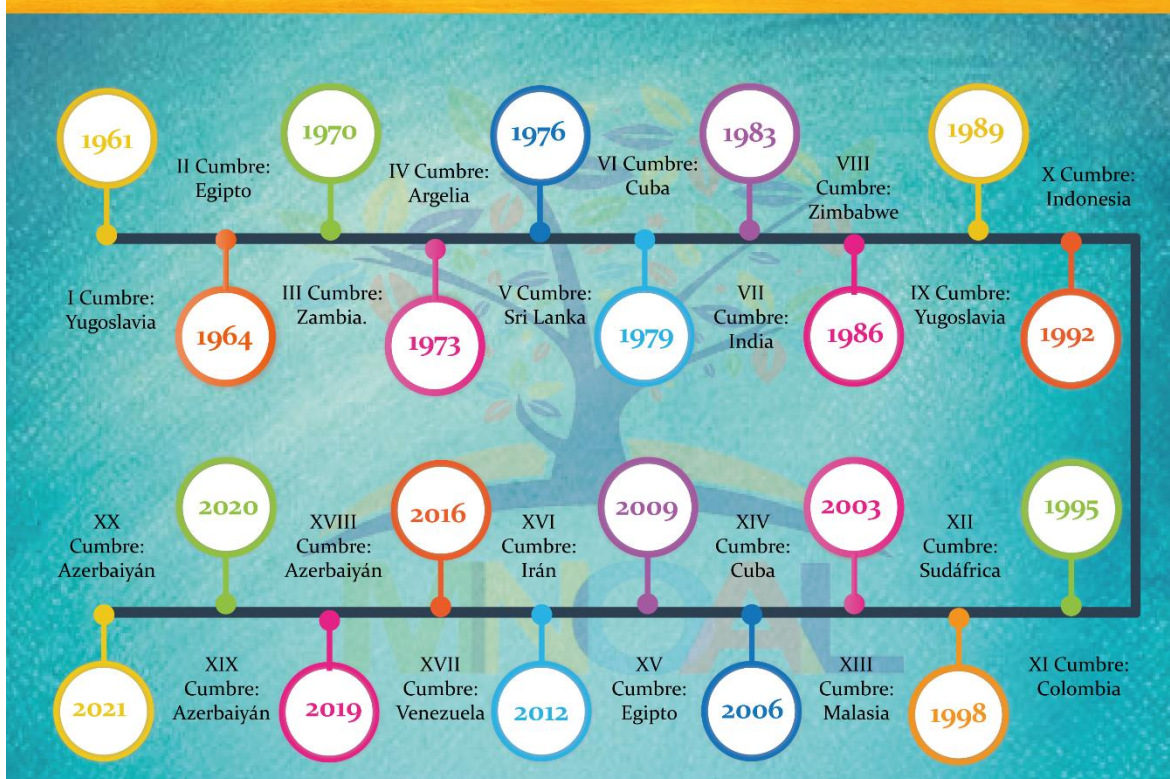 1961
I Cumbre:
Yugoslavia
II Cumbre:
Egipto
1964
1970
III Cumbre:
Zambia.
IV Cumbre:
Argelia
1973
1976
V Cumbre:
Sri Lanka
VI Cumbre:
Cuba
1979
1983
VII
Cumbre:
India
VIII
Cumbre:
Zimbabwe
1986
1989
IX Cumbre:
Yugoslavia
X Cumbre:
Indonesia
1992
1995
XI Cumbre:
Colombia
XII
Cumbre:
Sudáfrica
1998
2003
XIII
Cumbre:
Malasia
XIV
Cumbre:
Cuba
2006
2009
XV
Cumbre:
Egipto
XVI
Cumbre:
Irán
2012
2016
XVII
Cumbre:
Venezuela
XVIII
Cumbre:
Azerbaiyán
2019
2020
XIX
Cumbre:
Azerbaiyán
XX
Cumbre:
Azerbaiyán
2021
MNOAL